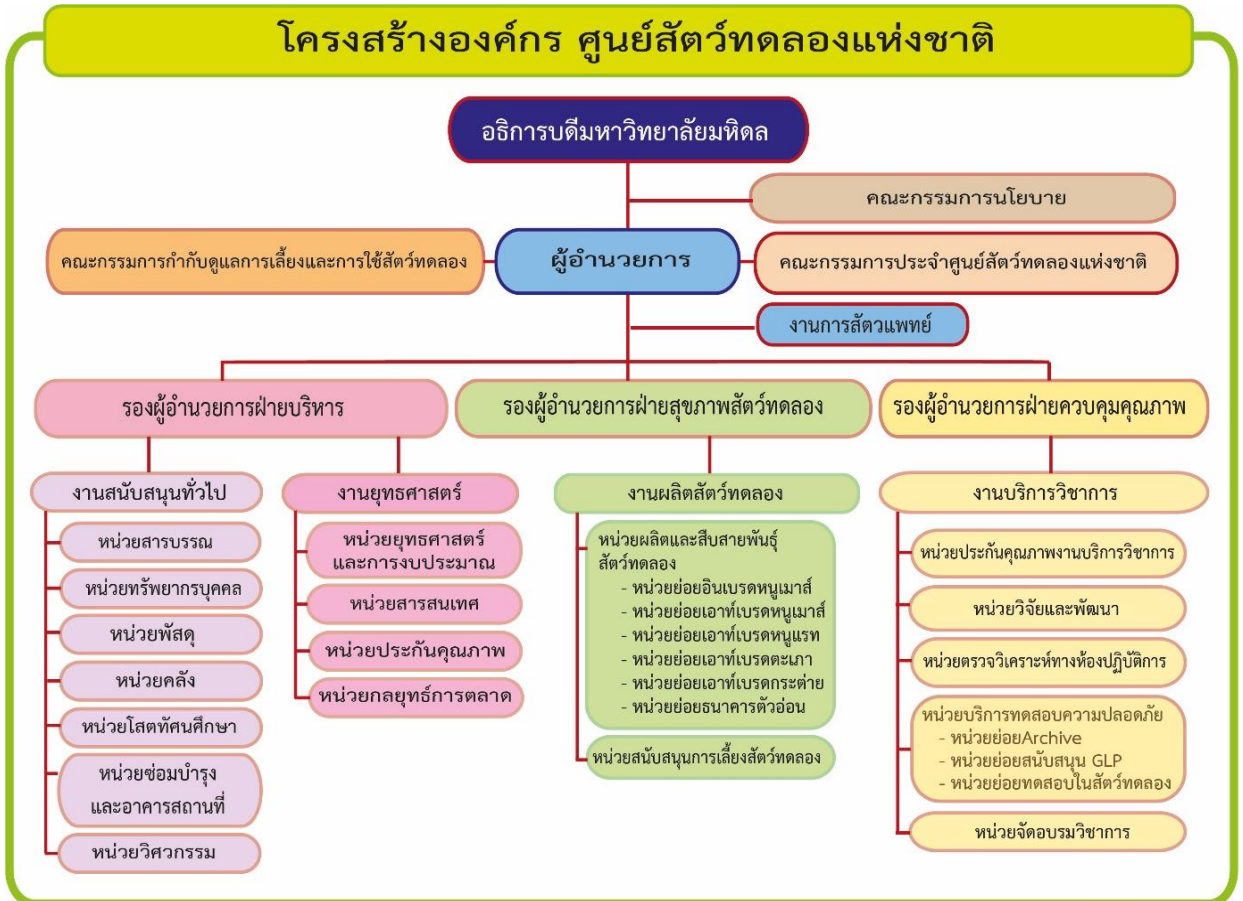 โครงสร้างองค์กร ศูนย์สัตว์ทดลองแห่งชาติ
อธิการบดีมหาวิทยาลัยมหิดล
คณะกรรมการนโยบาย
คณะกรรมการกำกับดูแลการเลี้ยงและการใช้สัตว์ทดลอง
ผู้อำนวยการ
คณะกรรมการประจำศูนย์สัตว์ทดลองแห่งชาติ
งานการสัตวแพทย์
รองผู้อำนวยการฝ่ายบริหาร
รองผู้อำนวยการฝ่ายสุขภาพสัตว์ทดลอง
รองผู้อำนวยการฝ่ายควบคุมคุณภาพ
งานสนับสนุนทั่วไป
หน่วยสารบรรณ
หน่วยทรัพยากรบุคคล
หน่วยพัสดุ
หน่วยคลัง
หน่วยโสตทัศนศึกษา
หน่วยซ่อมบำรุง
และอาคารสถานที่
หน่วยวิศวกรรม
งานยุทธศาสตร์
หน่วยยุทธศาสตร์
และการงบประมาณ
หน่วยสารสนเทศ
หน่วยประกันคุณภาพ
หน่วยกลยุทธ์การตลาด
งานผลิตสัตว์ทดลอง
หน่วยผลิตและสืบสายพันธุ์
สัตว์ทดลอง
- หน่วยย่อยอินเบรดหนูเมาส์
- หน่วยย่อยเอาท์เบรดหนูเมาส์
- หน่วยย่อยเอาท์เบรดหนูแรท
- หน่วยย่อยเอาท์เบรดตะเภา
- หน่วยย่อยเอาท์เบรดกระต่าย
- หน่วยย่อยธนาคารตัวอ่อน
หน่วยสนับสนุนการเลี้ยงสัตว์ทดลอง
งานบริการวิชาการ
หน่วยประกันคุณภาพงานบริการวิชาการ
หน่วยวิจัยและพัฒนา
หน่วยตรวจวิเคราะห์ทางห้องปฏิบัติการ
หน่วยบริการทดสอบความปลอดภัย
- หน่วยย่อยArchive
- หน่วยย่อยสนับสนุน GLP
- หน่วยย่อยทดสอบในสัตว์ทดลอง
หน่วยจัดอบรมวิชาการ